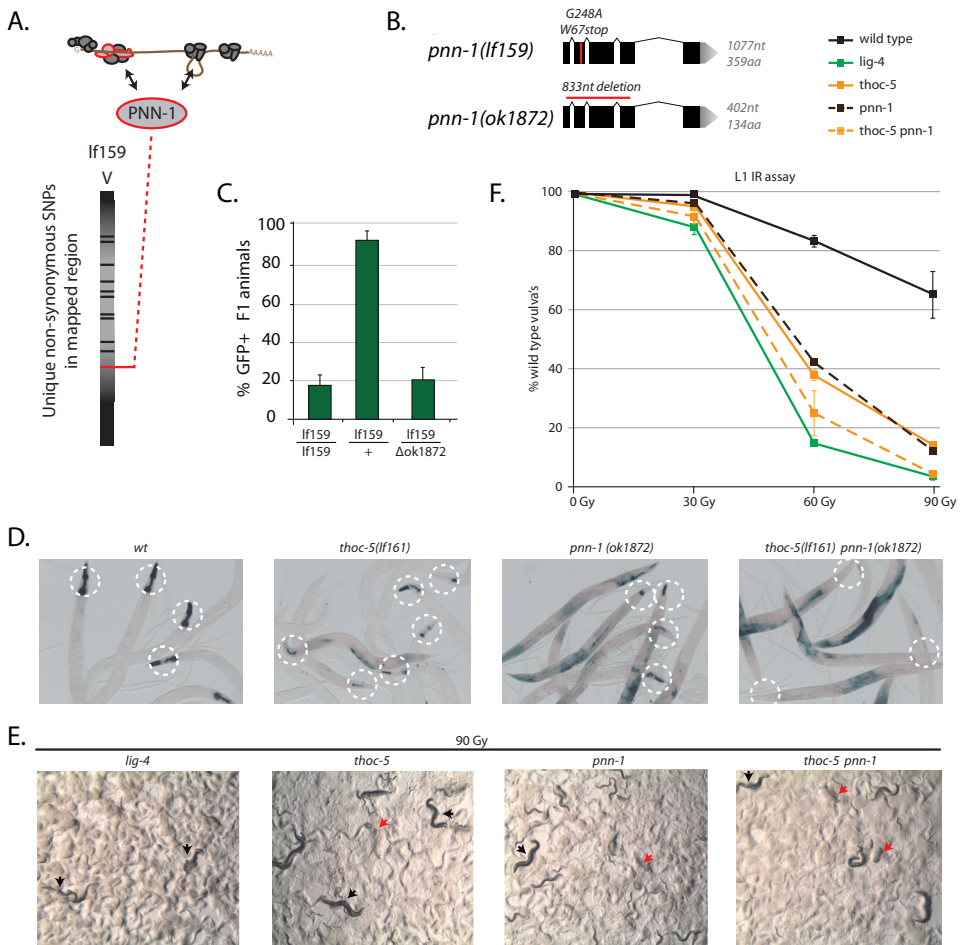 A.
G
AAAAA
PNN-1
lf159
V
Unique non-synonymous SNPs
in mapped region
B.
G248A
W67stop
pnn-1(lf159)
1077nt
359aa
833nt deletion
pnn-1(ok1872)
402nt
134aa
wild type
lig-4
thoc-5
pnn-1
thoc-5 pnn-1
C.
% GFP+ F1 animals
100
80
60
40
20
0
lf159
lf159
lf159
+
lf159
Δok1872
F.
L1 IR assay
% wild type vulva's
100
80
60
40
20
0
0 Gy
30 Gy
60 Gy
90 Gy
D.
wt
thoc-5(lf161)
pnn-1 (ok1872)
thoc-5(lf161) pnn-1(ok1872)
E.
90 Gy
lig-4
thoc-5
pnn-1
thoc-5 pnn-1